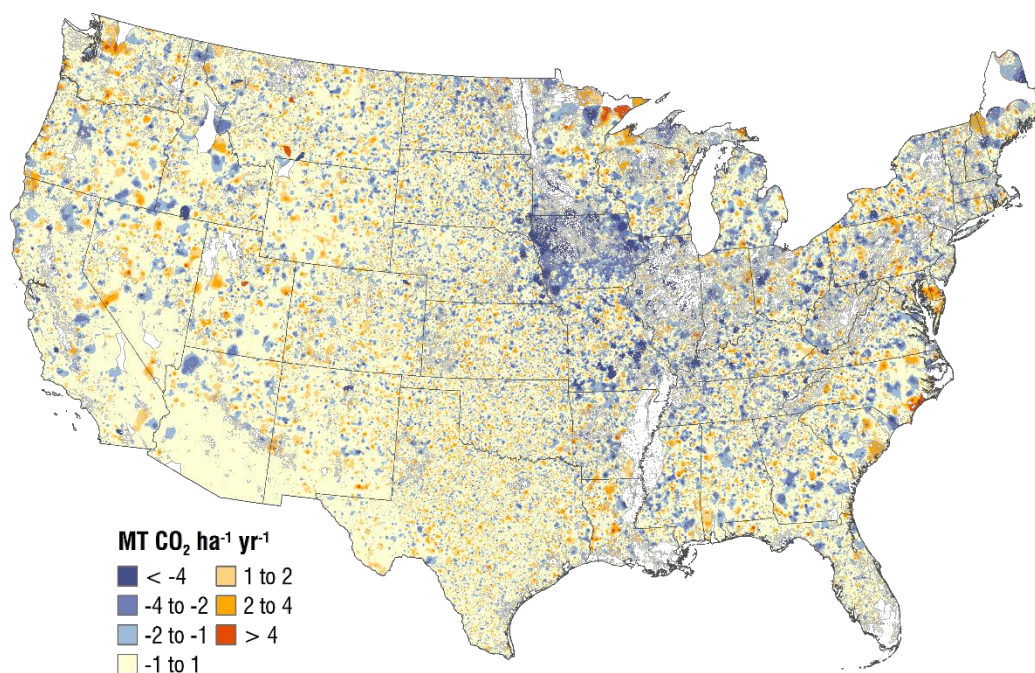 MT CO₂ ha⁻¹ yr⁻¹
< -4
1 to 2
-4 to -2
2 to 4
-2 to -1
> 4
-1 to 1